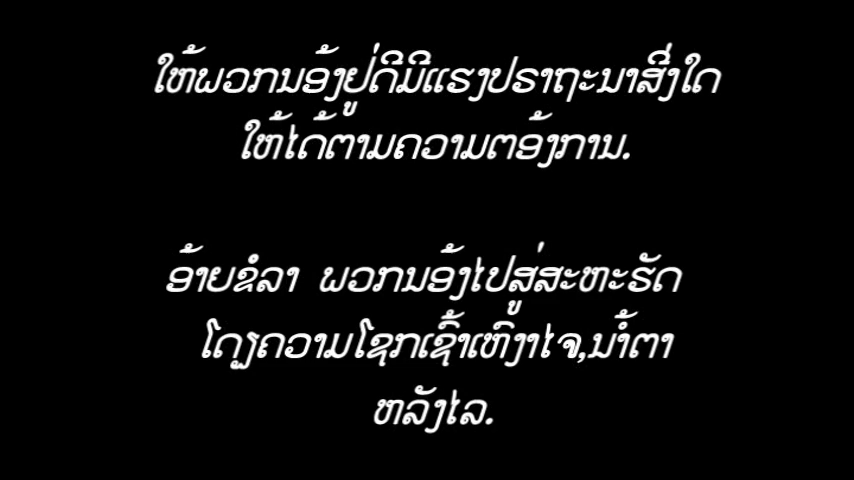 ໃຫ້ພວກນອ້ງຢູ່ດີມີແຮງປຣາຖະນາສີ່ງໃດ
ໃຫ້ໄດ້ຕາມຄວາມຕອ້ງການ.
ອ້າຍຂໍລາ ພວກນອ້ງໄປສູ່ສະຫະຣັດ
ໂດຽຄວາມໂຊກເຊົ້າເຫົງາໄຈ,ນ້ຳຕາ
ຫລັງໄລ.